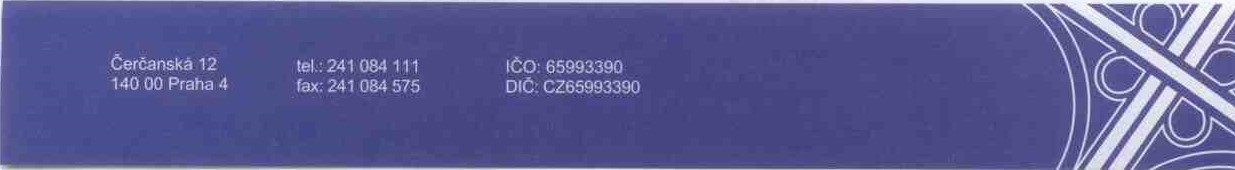 Čerčanská 12
140 00 Praha 4
tel.: 241 084 111
fax: 241 084 575
IČO: 65993390
DIČ: CZ65993390